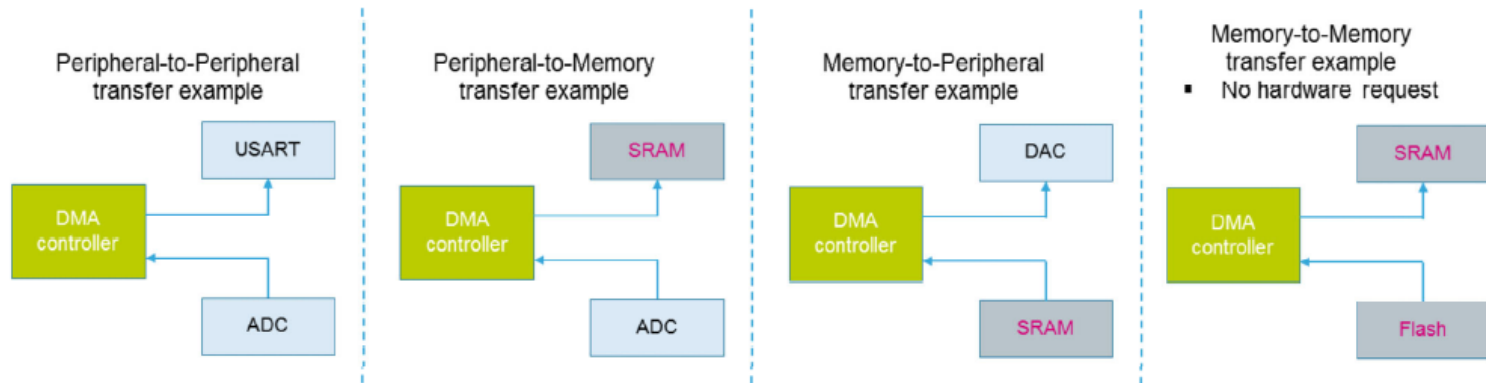 Peripheral-to-Peripheral
transfer example
USART
DMA
controller
ADC
Peripheral-to-Memory
transfer example
SRAM
DMA
controller
ADC
Memory-to-Peripheral
transfer example
DAC
DMA
controller
SRAM
Memory-to-Memory
transfer example
▪ No hardware request
SRAM
DMA
controller
Flash